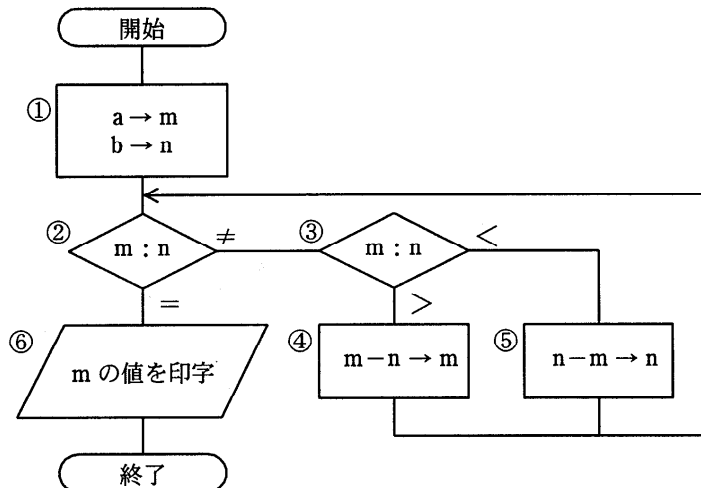 開始
①
a → m
b → n
②
m : n
≠
③
m : n
<
=
>
⑥
m の値を印字
④
m − n → m
⑤
n − m → n
終了